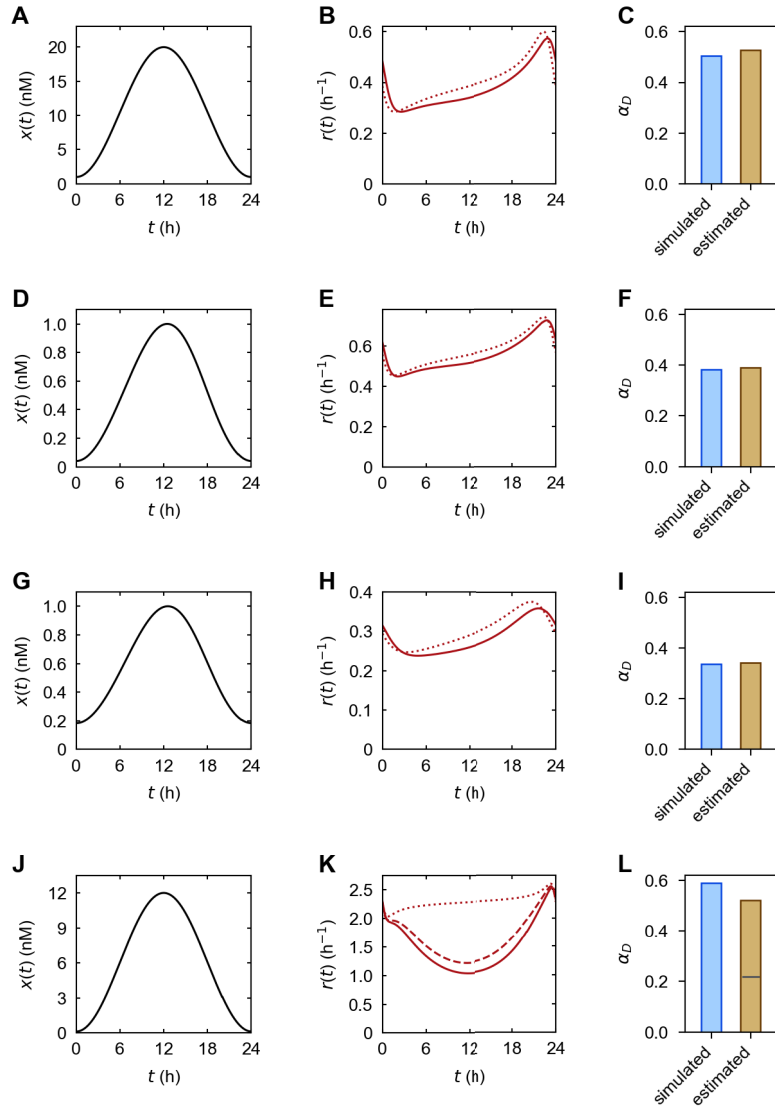 A
x(t) (nM)
20
15
10
5
0
0 6 12 18 24
t (h)
B
r(t) (h⁻¹)
0.6
0.4
0.2
0
0 6 12 18 24
t (h)
C
α_D
0.6
0.4
0.2
0.0
simulated
estimated
D
x(t) (nM)
1.0
0.8
0.6
0.4
0.2
0
0 6 12 18 24
t (h)
E
r(t) (h⁻¹)
0.6
0.4
0.2
0
0 6 12 18 24
t (h)
F
α_D
0.6
0.4
0.2
0.0
simulated
estimated
G
x(t) (nM)
1.0
0.8
0.6
0.4
0.2
0
0 6 12 18 24
t (h)
H
r(t) (h⁻¹)
0.4
0.3
0.2
0.1
0
0 6 12 18 24
t (h)
I
α_D
0.6
0.4
0.2
0.0
simulated
estimated
J
x(t) (nM)
12
9
6
3
0
0 6 12 18 24
t (h)
K
r(t) (h⁻¹)
2.5
2.0
1.5
1.0
0.5
0
0 6 12 18 24
t (h)
L
α_D
0.6
0.4
0.2
0.0
simulated
estimated